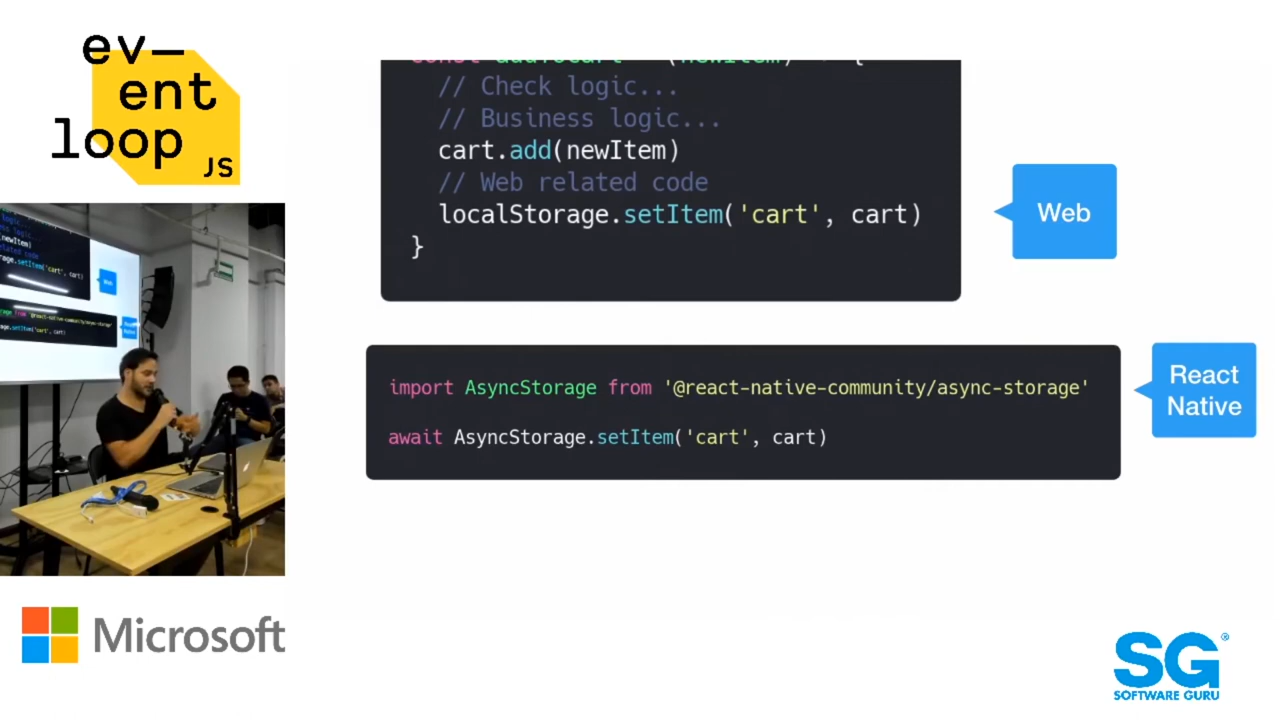 ev—
ent
loop
JS
// Check logic...
// Business logic...
cart.add(newItem)
// Web related code
localStorage.setItem('cart', cart)
}
Web
import AsyncStorage from '@react-native-community/async-storage'
await AsyncStorage.setItem('cart', cart)
React
Native
Microsoft
SG®
SOFTWARE GURU